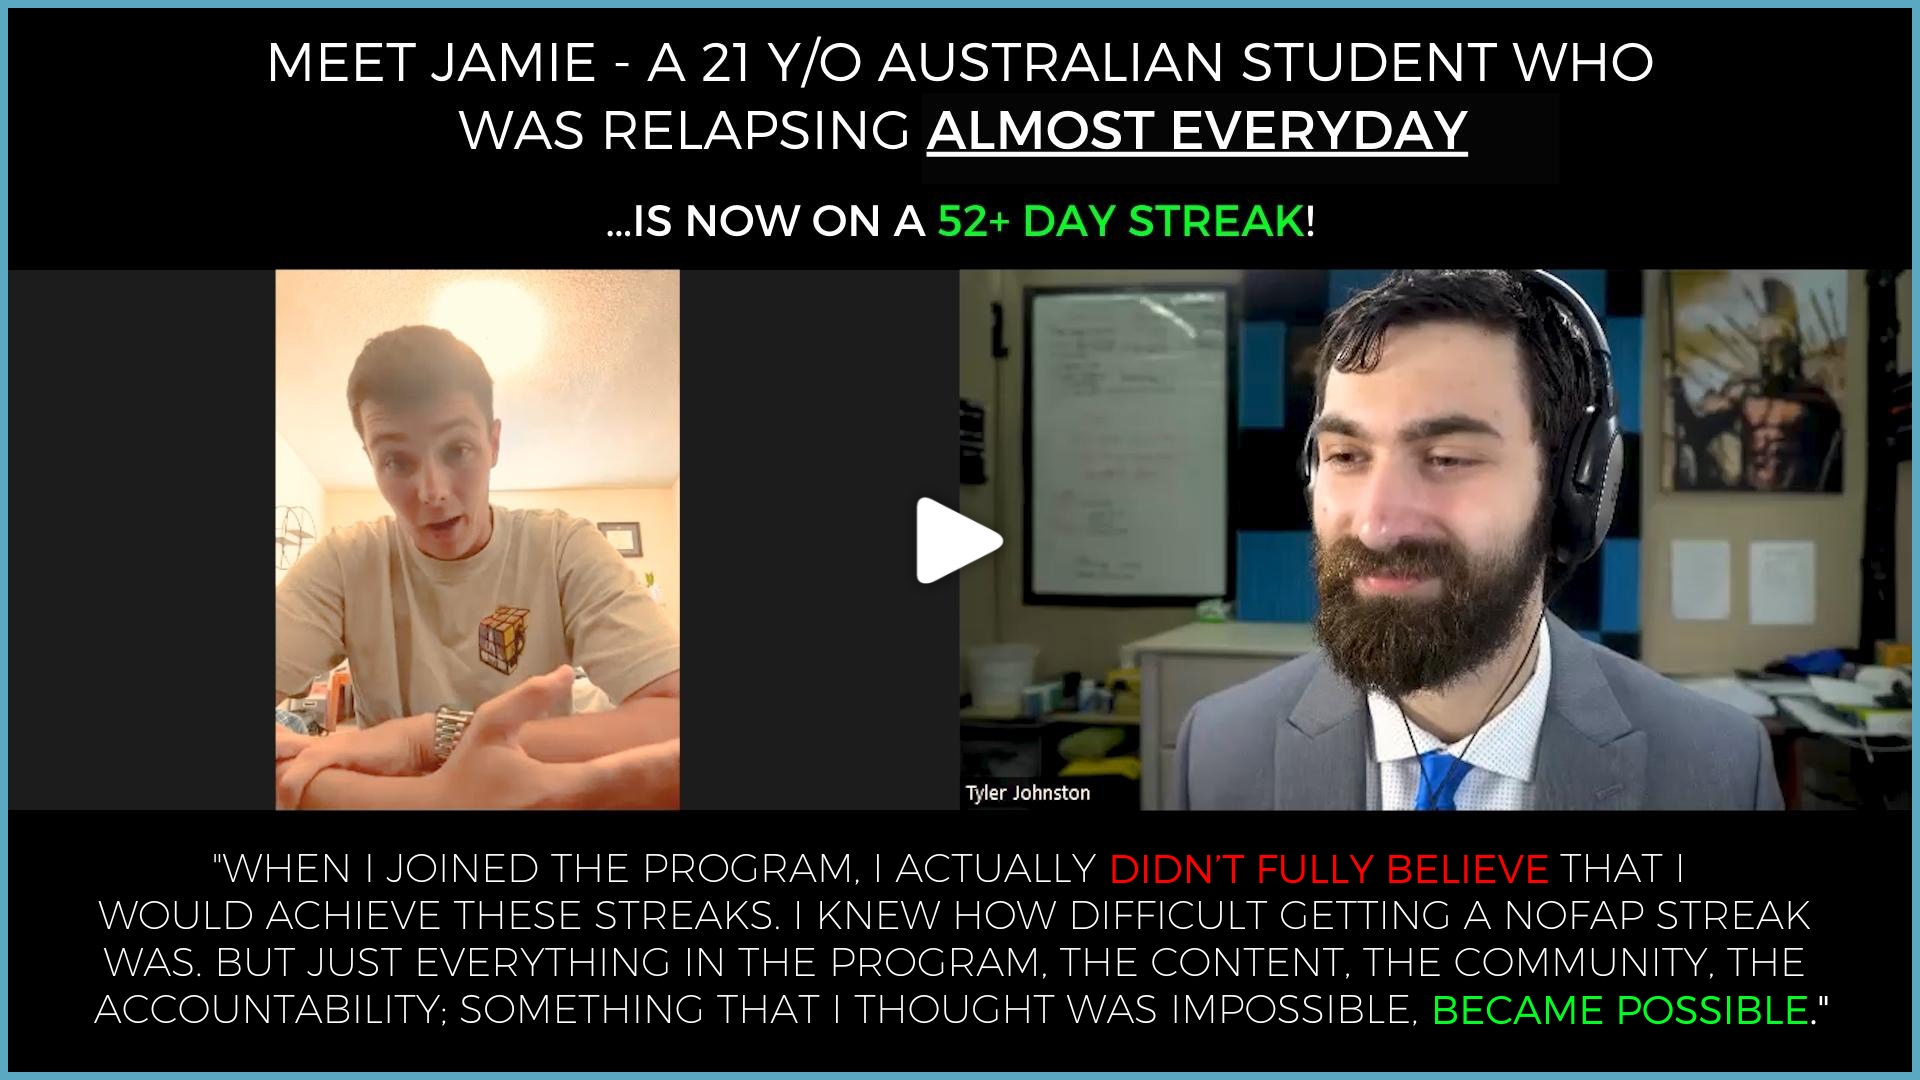 MEET JAMIE - A 21 Y/O AUSTRALIAN STUDENT WHO
WAS RELAPSING ALMOST EVERYDAY
...IS NOW ON A 52+ DAY STREAK!
Tyler Johnston
"WHEN I JOINED THE PROGRAM, I ACTUALLY DIDN'T FULLY BELIEVE THAT I
WOULD ACHIEVE THESE STREAKS. I KNEW HOW DIFFICULT GETTING A NOFAP STREAK
WAS. BUT JUST EVERYTHING IN THE PROGRAM, THE CONTENT, THE COMMUNITY, THE
ACCOUNTABILITY; SOMETHING THAT I THOUGHT WAS IMPOSSIBLE, BECAME POSSIBLE."